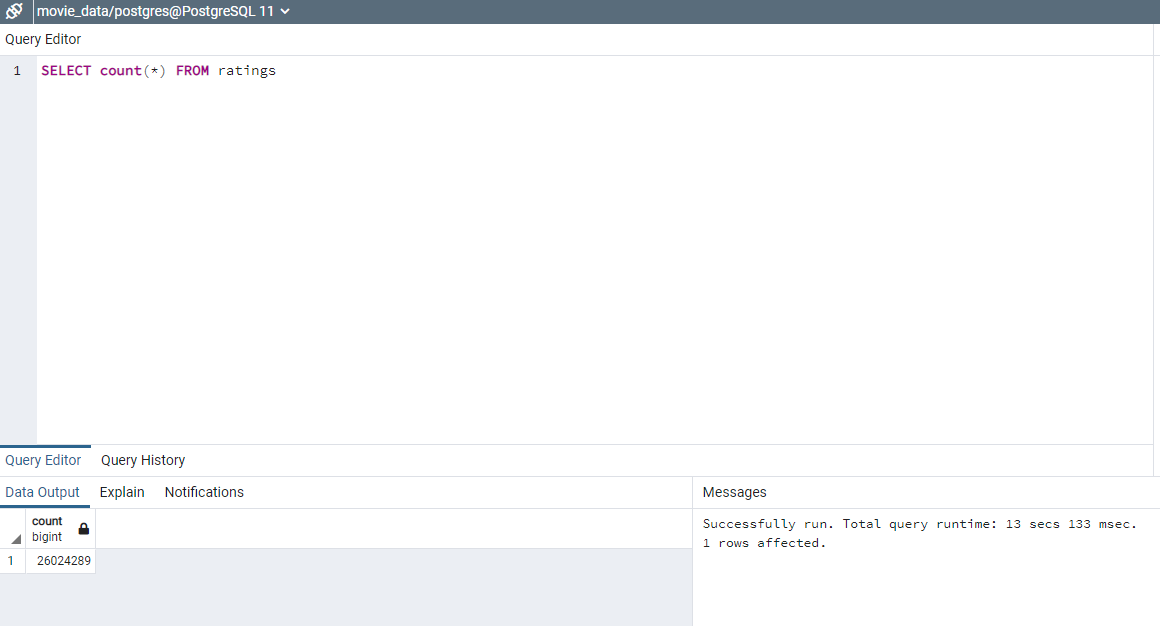 movie_data/postgres@PostgreSQL 11
Query Editor
1 SELECT count(*) FROM ratings
Query Editor Query History
Data Output Explain Notifications
count
bigint
1 26024289
Messages
Successfully run. Total query runtime: 13 secs 133 msec.
1 rows affected.